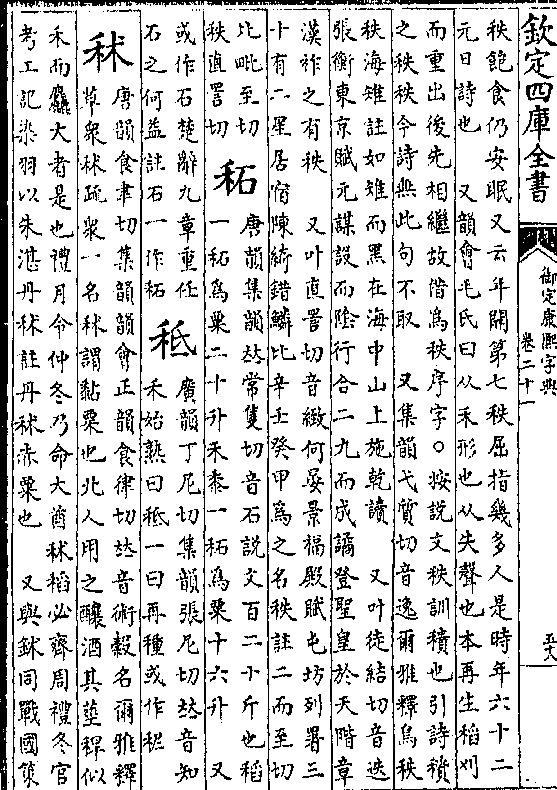 欽定四庫全書
御定康熙字典
卷二十一
五十八
秩飽食仍安眠又云年開第七秩屈指幾多人是時年六十二
元日詩也　又韻會毛氏曰从禾形也从失聲也本再生稻刈
而重出後先相繼故借爲秩序字○按說文秩訓積也引詩𥡆
之秩秩今詩無此句不取　又集韻弋質切音逸爾雅釋鳥秩
秩海雉註如雉而黑在海中山上施乾讀　又叶徒結切音迭
張衡東京賦元謀設而陰行合二九而成譎登聖皇於天階章
漢祚之有秩　又叶直詈切音緻何晏景福殿賦屯坊列署三
十有二星居宿陳綺錯鱗比辛壬癸甲爲之名秩註二而至切
比毗至切
秩直詈切
䄷　唐韻集韻𠀤常隻切音石說文百二十斤也稻
一䄷爲粟二十升禾黍一䄷爲粟十六升　又
或作石楚辭九章重任
石之何益註石一作䄷
秪　廣韻丁尼切集韻張尼切𠀤音知
禾始熟曰秪一曰再種或作秷
秫　唐韻食聿切集韻韻會正韻食律切𠀤音術榖名爾雅釋
草衆秫疏衆一名秫謂黏粟也北人用之釀酒其莖稈似
禾而麤大者是也禮月令仲冬乃命大酋秫稻必齊周禮冬官
考工記染羽以朱湛丹秫註丹秫赤粟也　又與鉥同戰國策